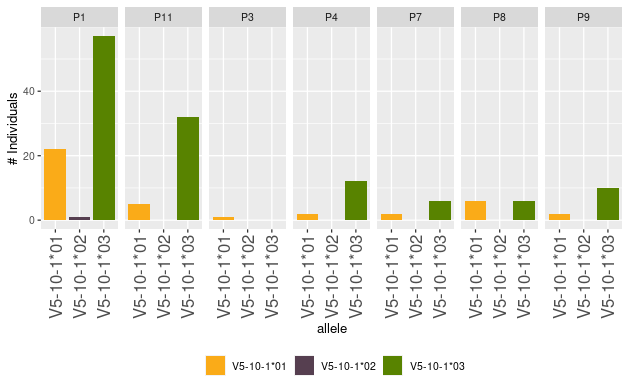 P1 P11 P3 P4 P7 P8 P9
# Individuals
40
20
0
V5-10-1*01 V5-10-1*02 V5-10-1*03 V5-10-1*01 V5-10-1*02 V5-10-1*03 V5-10-1*01 V5-10-1*02 V5-10-1*03 V5-10-1*01 V5-10-1*02 V5-10-1*03 V5-10-1*01 V5-10-1*02 V5-10-1*03 V5-10-1*01 V5-10-1*02 V5-10-1*03 V5-10-1*01 V5-10-1*02 V5-10-1*03
allele
V5-10-1*01 V5-10-1*02 V5-10-1*03